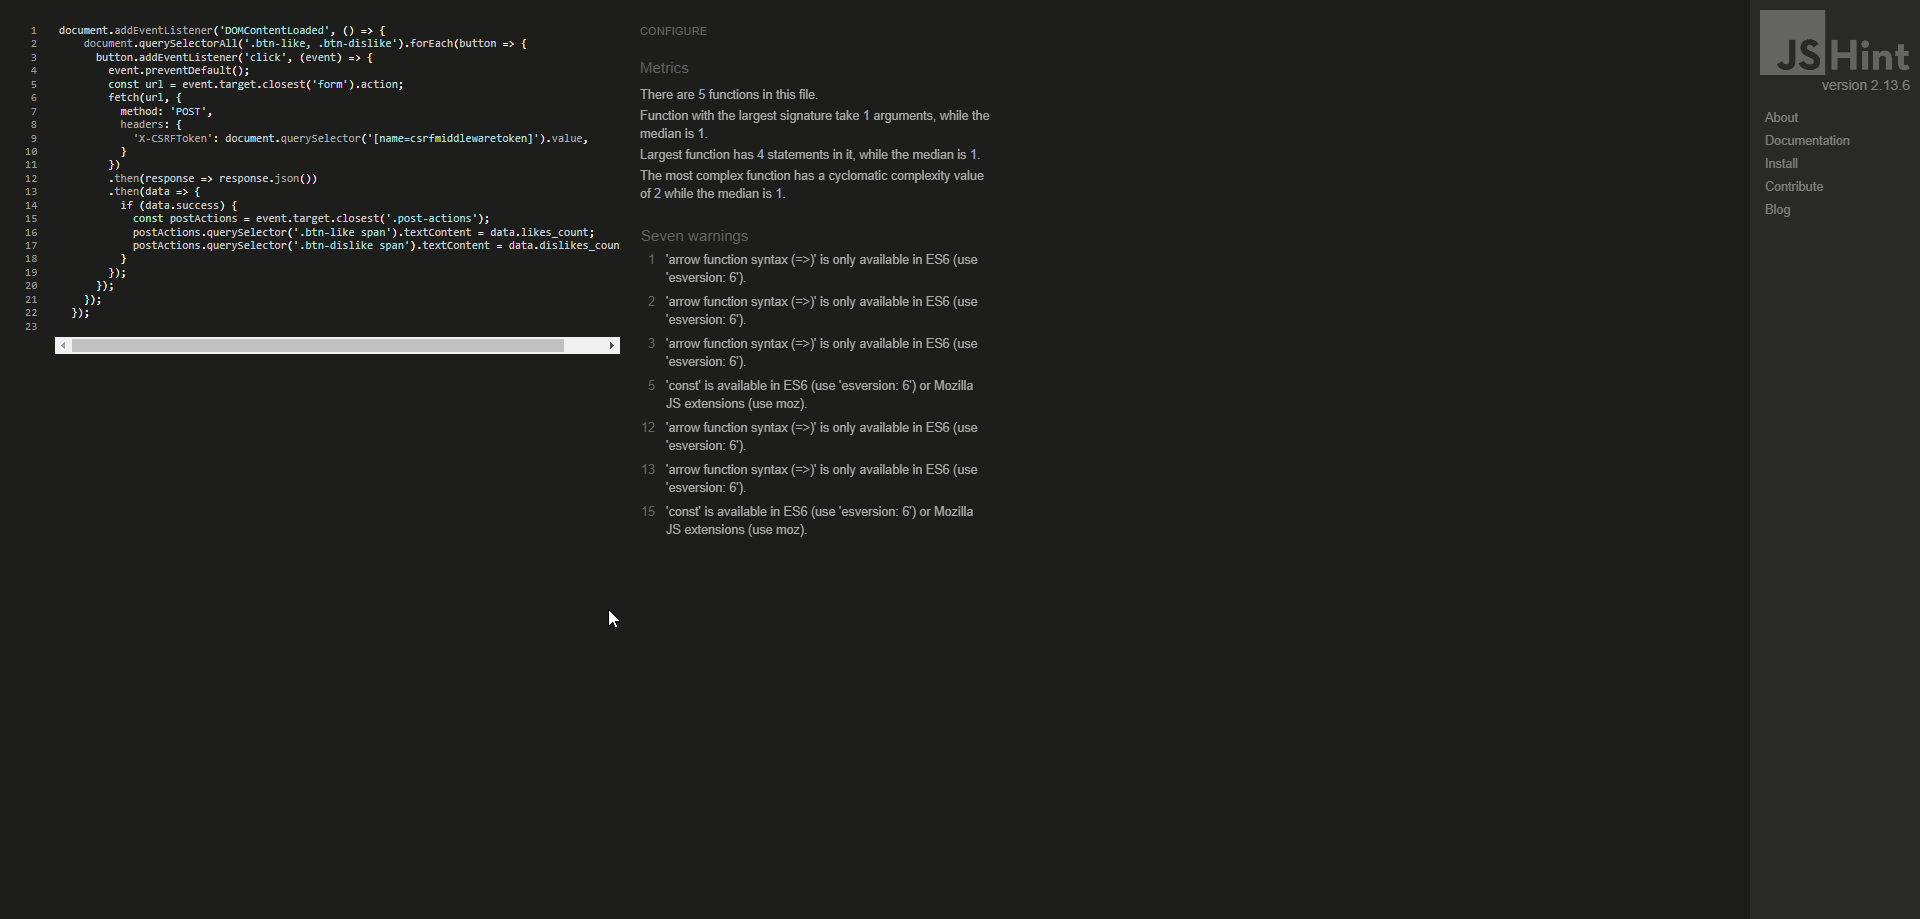 1 document.addEventListener('DOMContentLoaded', () => {
2 document.querySelectorAll('.btn-like, .btn-dislike').forEach(button => {
3 button.addEventListener('click', (event) => {
4 event.preventDefault();
5 const url = event.target.closest('form').action;
6 fetch(url, {
7 method: 'POST',
8 headers: {
9 'X-CSRFToken': document.querySelector('[name=csrfmiddlewaretoken]').value,
10 }
11 })
12 .then(response => response.json())
13 .then(data => {
14 if (data.success) {
15 const postActions = event.target.closest('.post-actions');
16 postActions.querySelector('.btn-like span').textContent = data.likes_count;
17 postActions.querySelector('.btn-dislike span').textContent = data.dislikes_coun
18 }
19 });
20 });
21 });
22 });
23
CONFIGURE
Metrics
There are 5 functions in this file.
Function with the largest signature take 1 arguments, while the
median is 1.
Largest function has 4 statements in it, while the median is 1.
The most complex function has a cyclomatic complexity value
of 2 while the median is 1.
Seven warnings
1 'arrow function syntax (=>)' is only available in ES6 (use
'esversion: 6').
2 'arrow function syntax (=>)' is only available in ES6 (use
'esversion: 6').
3 'arrow function syntax (=>)' is only available in ES6 (use
'esversion: 6').
5 'const' is available in ES6 (use 'esversion: 6') or Mozilla
JS extensions (use moz).
12 'arrow function syntax (=>)' is only available in ES6 (use
'esversion: 6').
13 'arrow function syntax (=>)' is only available in ES6 (use
'esversion: 6').
15 'const' is available in ES6 (use 'esversion: 6') or Mozilla
JS extensions (use moz).
JSHint
version 2.13.6
About
Documentation
Install
Contribute
Blog